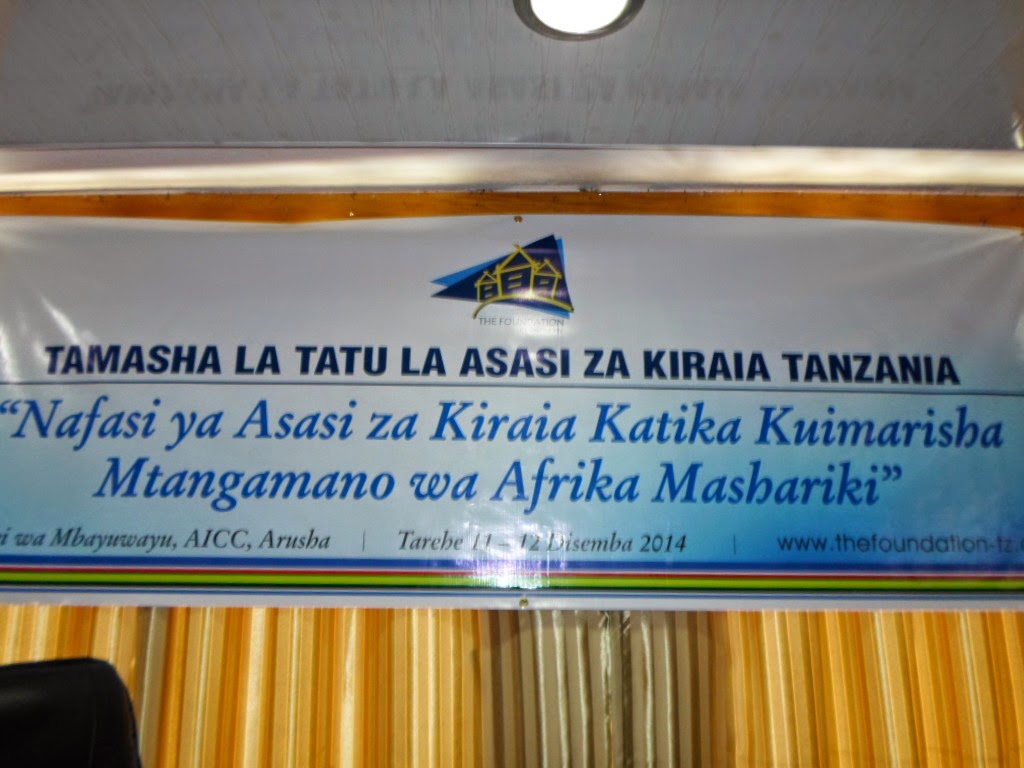 THE FOUNDATION
TAMASHA LA TATU LA ASASI ZA KIRAIA TANZANIA
“Nafasi ya Asasi za Kiraia Katika Kuimarisha
Mtangamano wa Afrika Mashariki”
wa Mbayuwayu, AICC, Arusha | Tarehe 11 – 12 Disemba 2014 | www.thefoundation-tz.